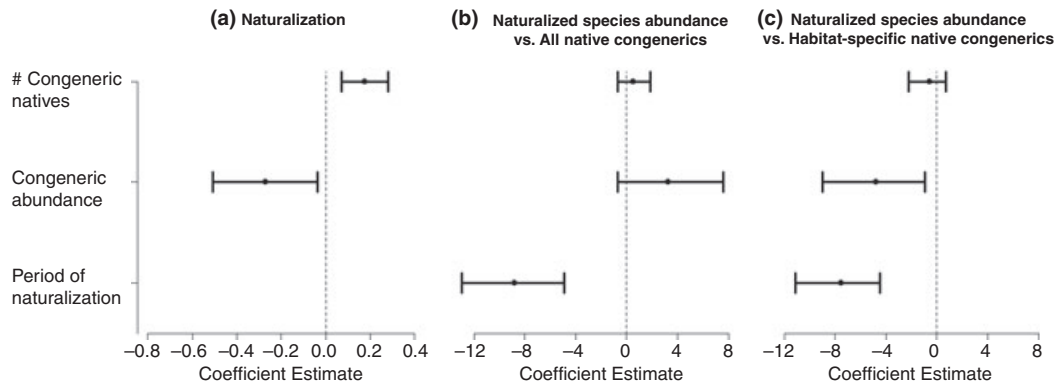 (a) Naturalization
(b) Naturalized species abundance
vs. All native congenerics
(c) Naturalized species abundance
vs. Habitat-specific native congenerics
# Congeneric
natives
Congeneric
abundance
Period of
naturalization
−0.8 −0.6 −0.4 −0.2 0.0 0.2 0.4
Coefficient Estimate
−12 −8 −4 0 4 8
Coefficient Estimate
−12 −8 −4 0 4 8
Coefficient Estimate